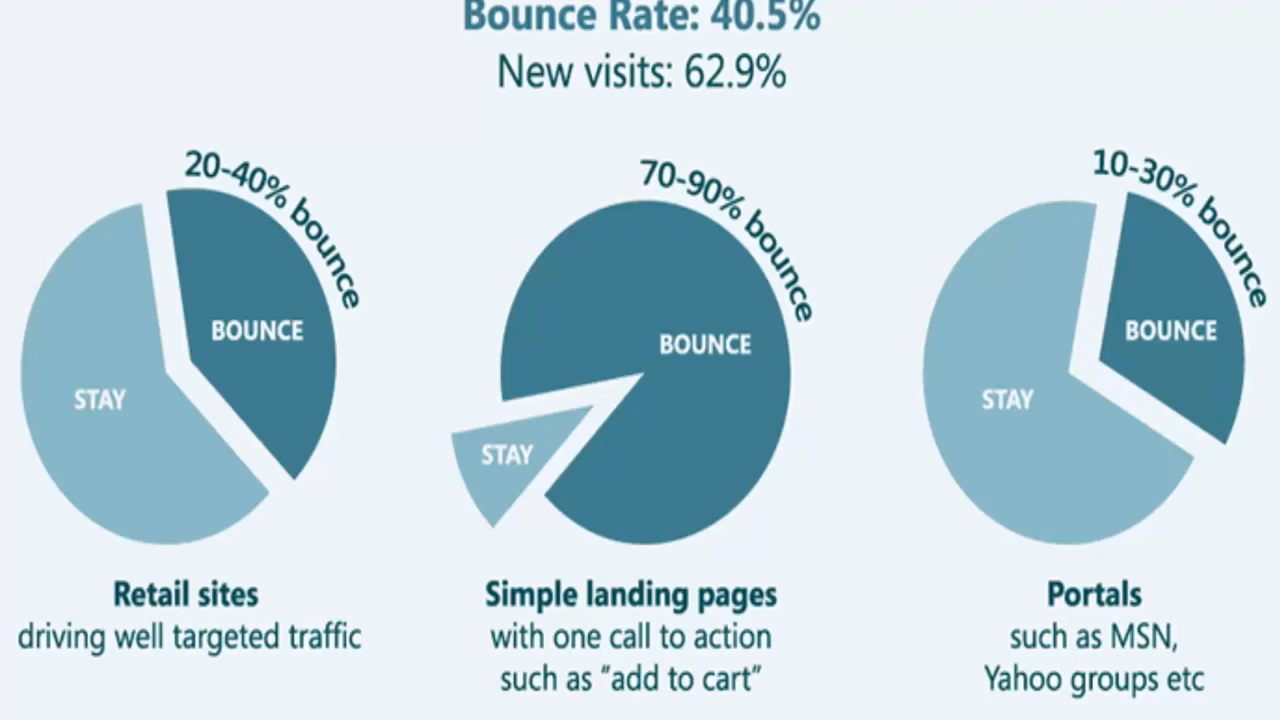 Bounce Rate: 40.5%
New visits: 62.9%
20-40% bounce
BOUNCE
STAY
Retail sites
driving well targeted traffic
70-90% bounce
BOUNCE
STAY
Simple landing pages
with one call to action
such as "add to cart"
10-30% bounce
BOUNCE
STAY
Portals
such as MSN,
Yahoo groups etc